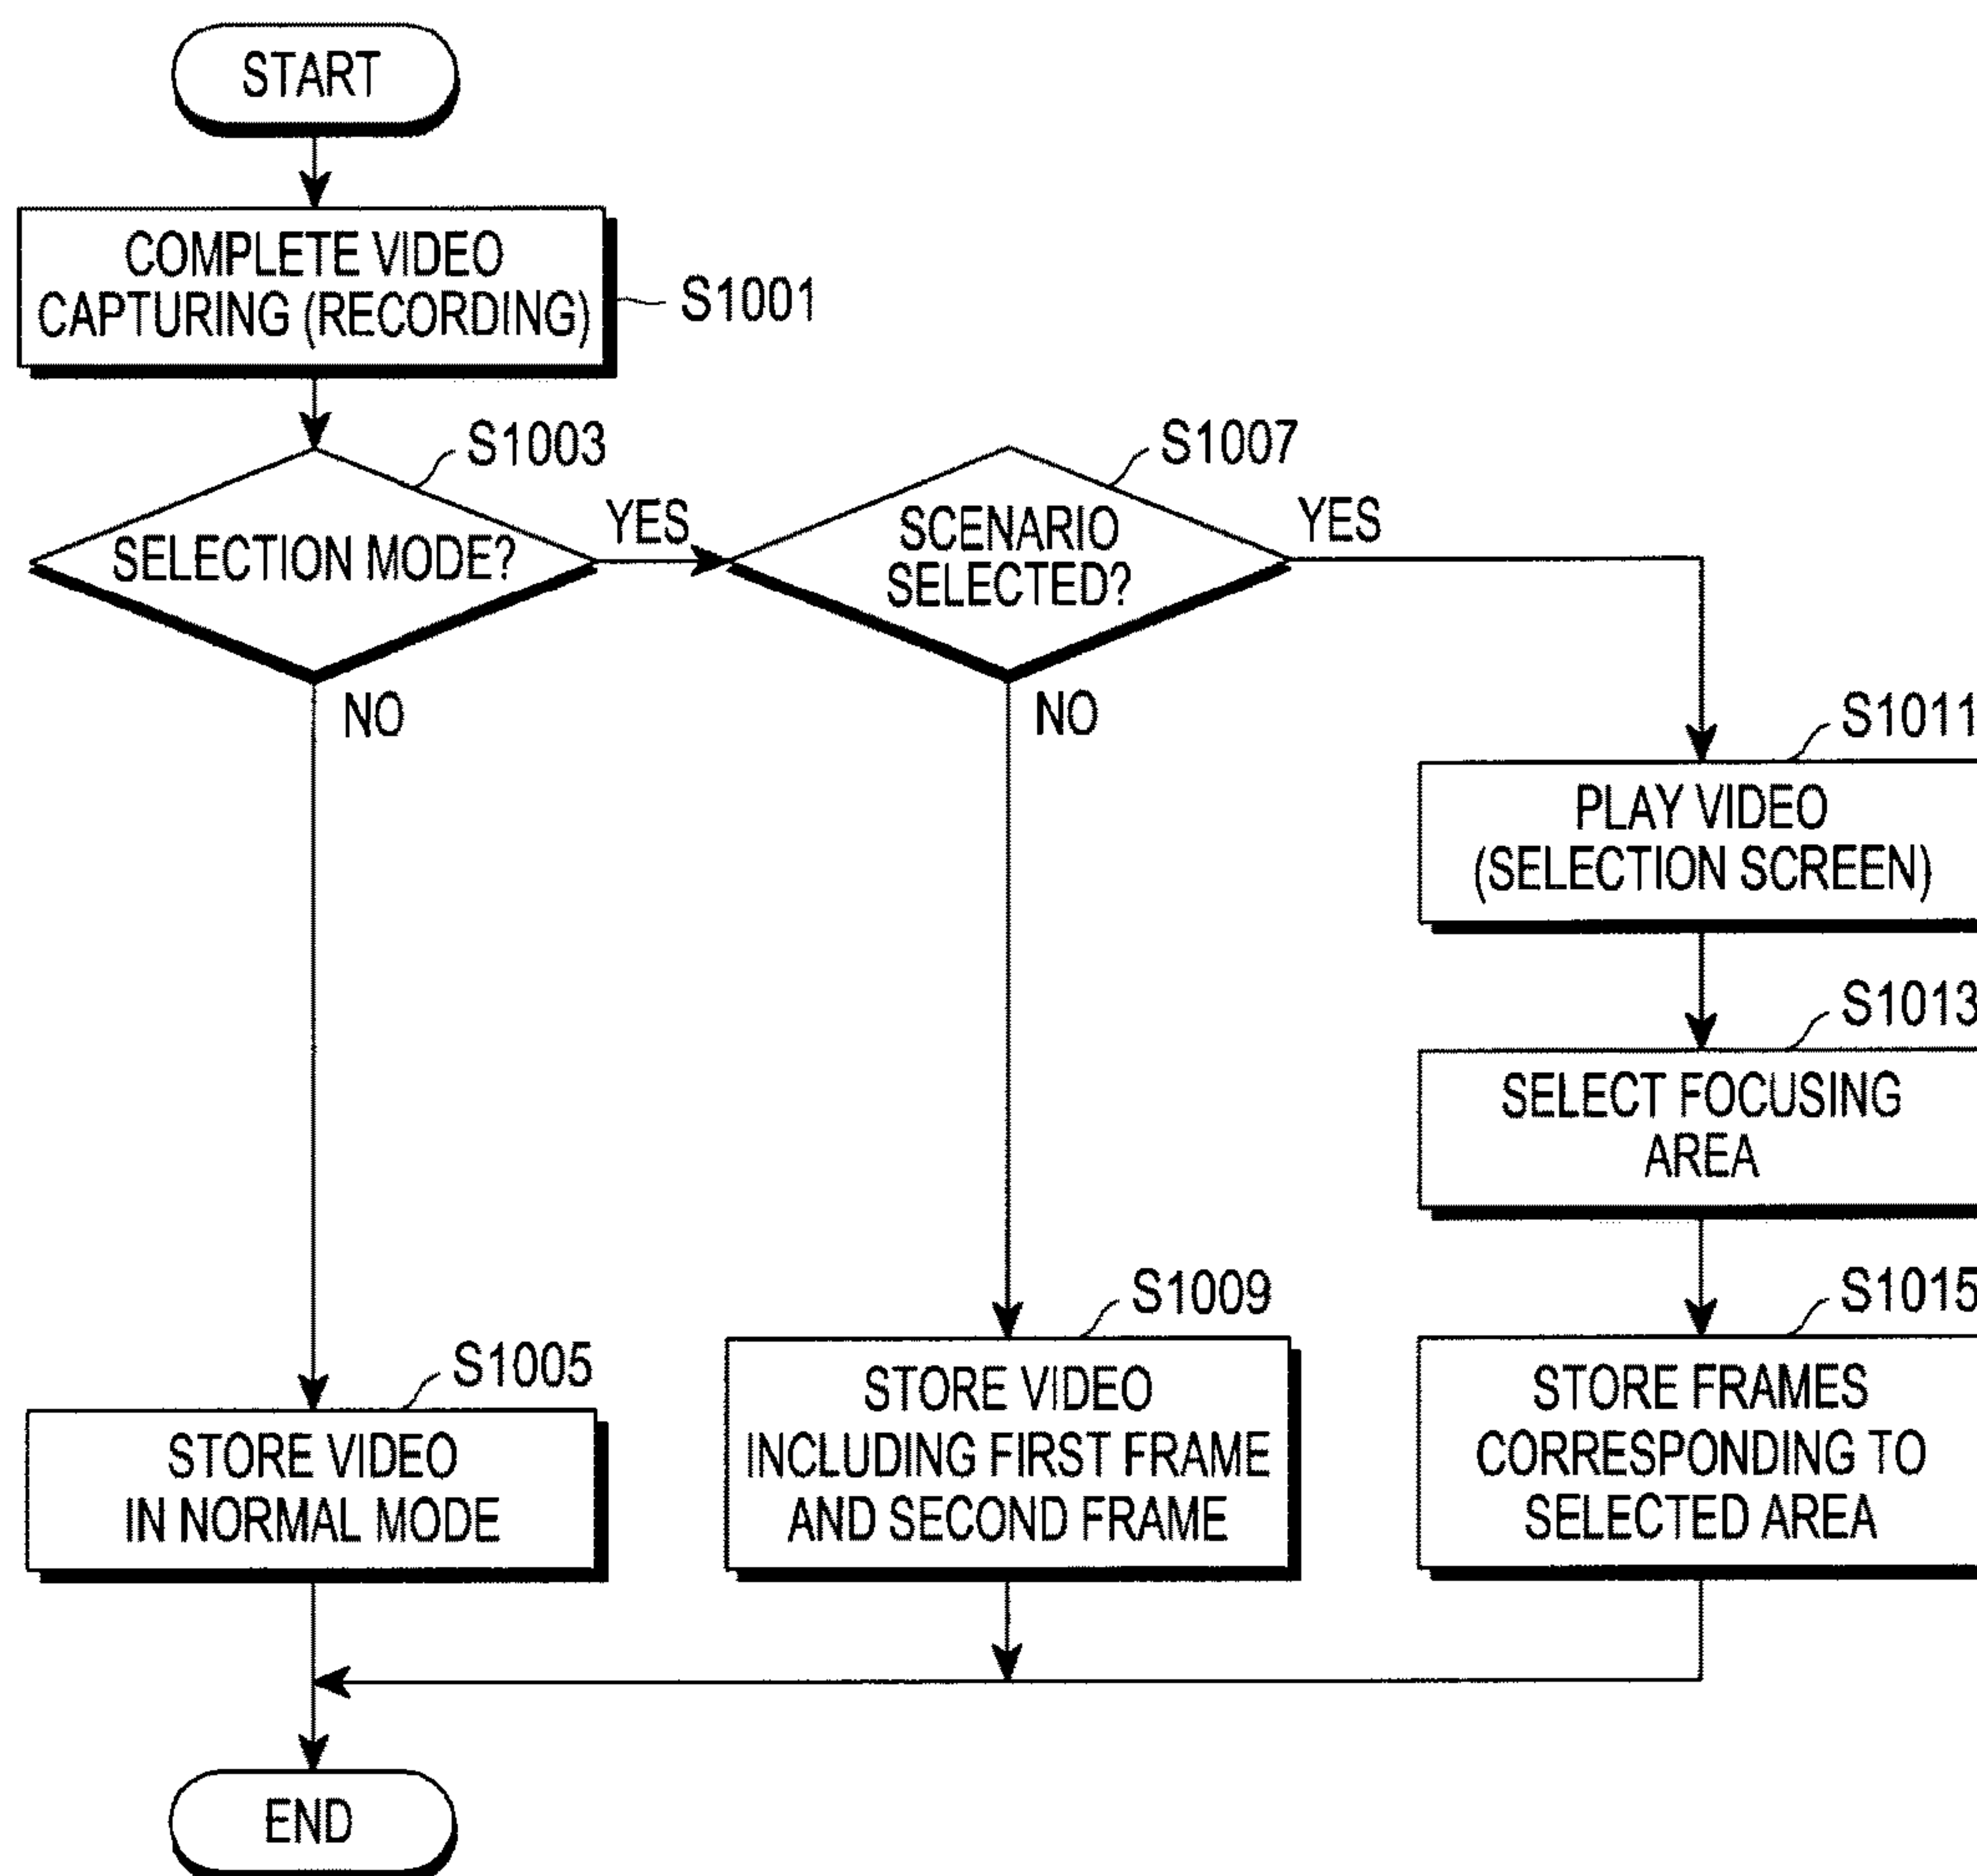 START
COMPLETE VIDEO
CAPTURING (RECORDING)
S1001
S1003
SELECTION MODE?
YES
NO
S1007
SCENARIO
SELECTED?
YES
NO
S1011
PLAY VIDEO
(SELECTION SCREEN)
S1013
SELECT FOCUSING
AREA
S1005
STORE VIDEO
IN NORMAL MODE
S1009
STORE VIDEO
INCLUDING FIRST FRAME
AND SECOND FRAME
S1015
STORE FRAMES
CORRESPONDING TO
SELECTED AREA
END